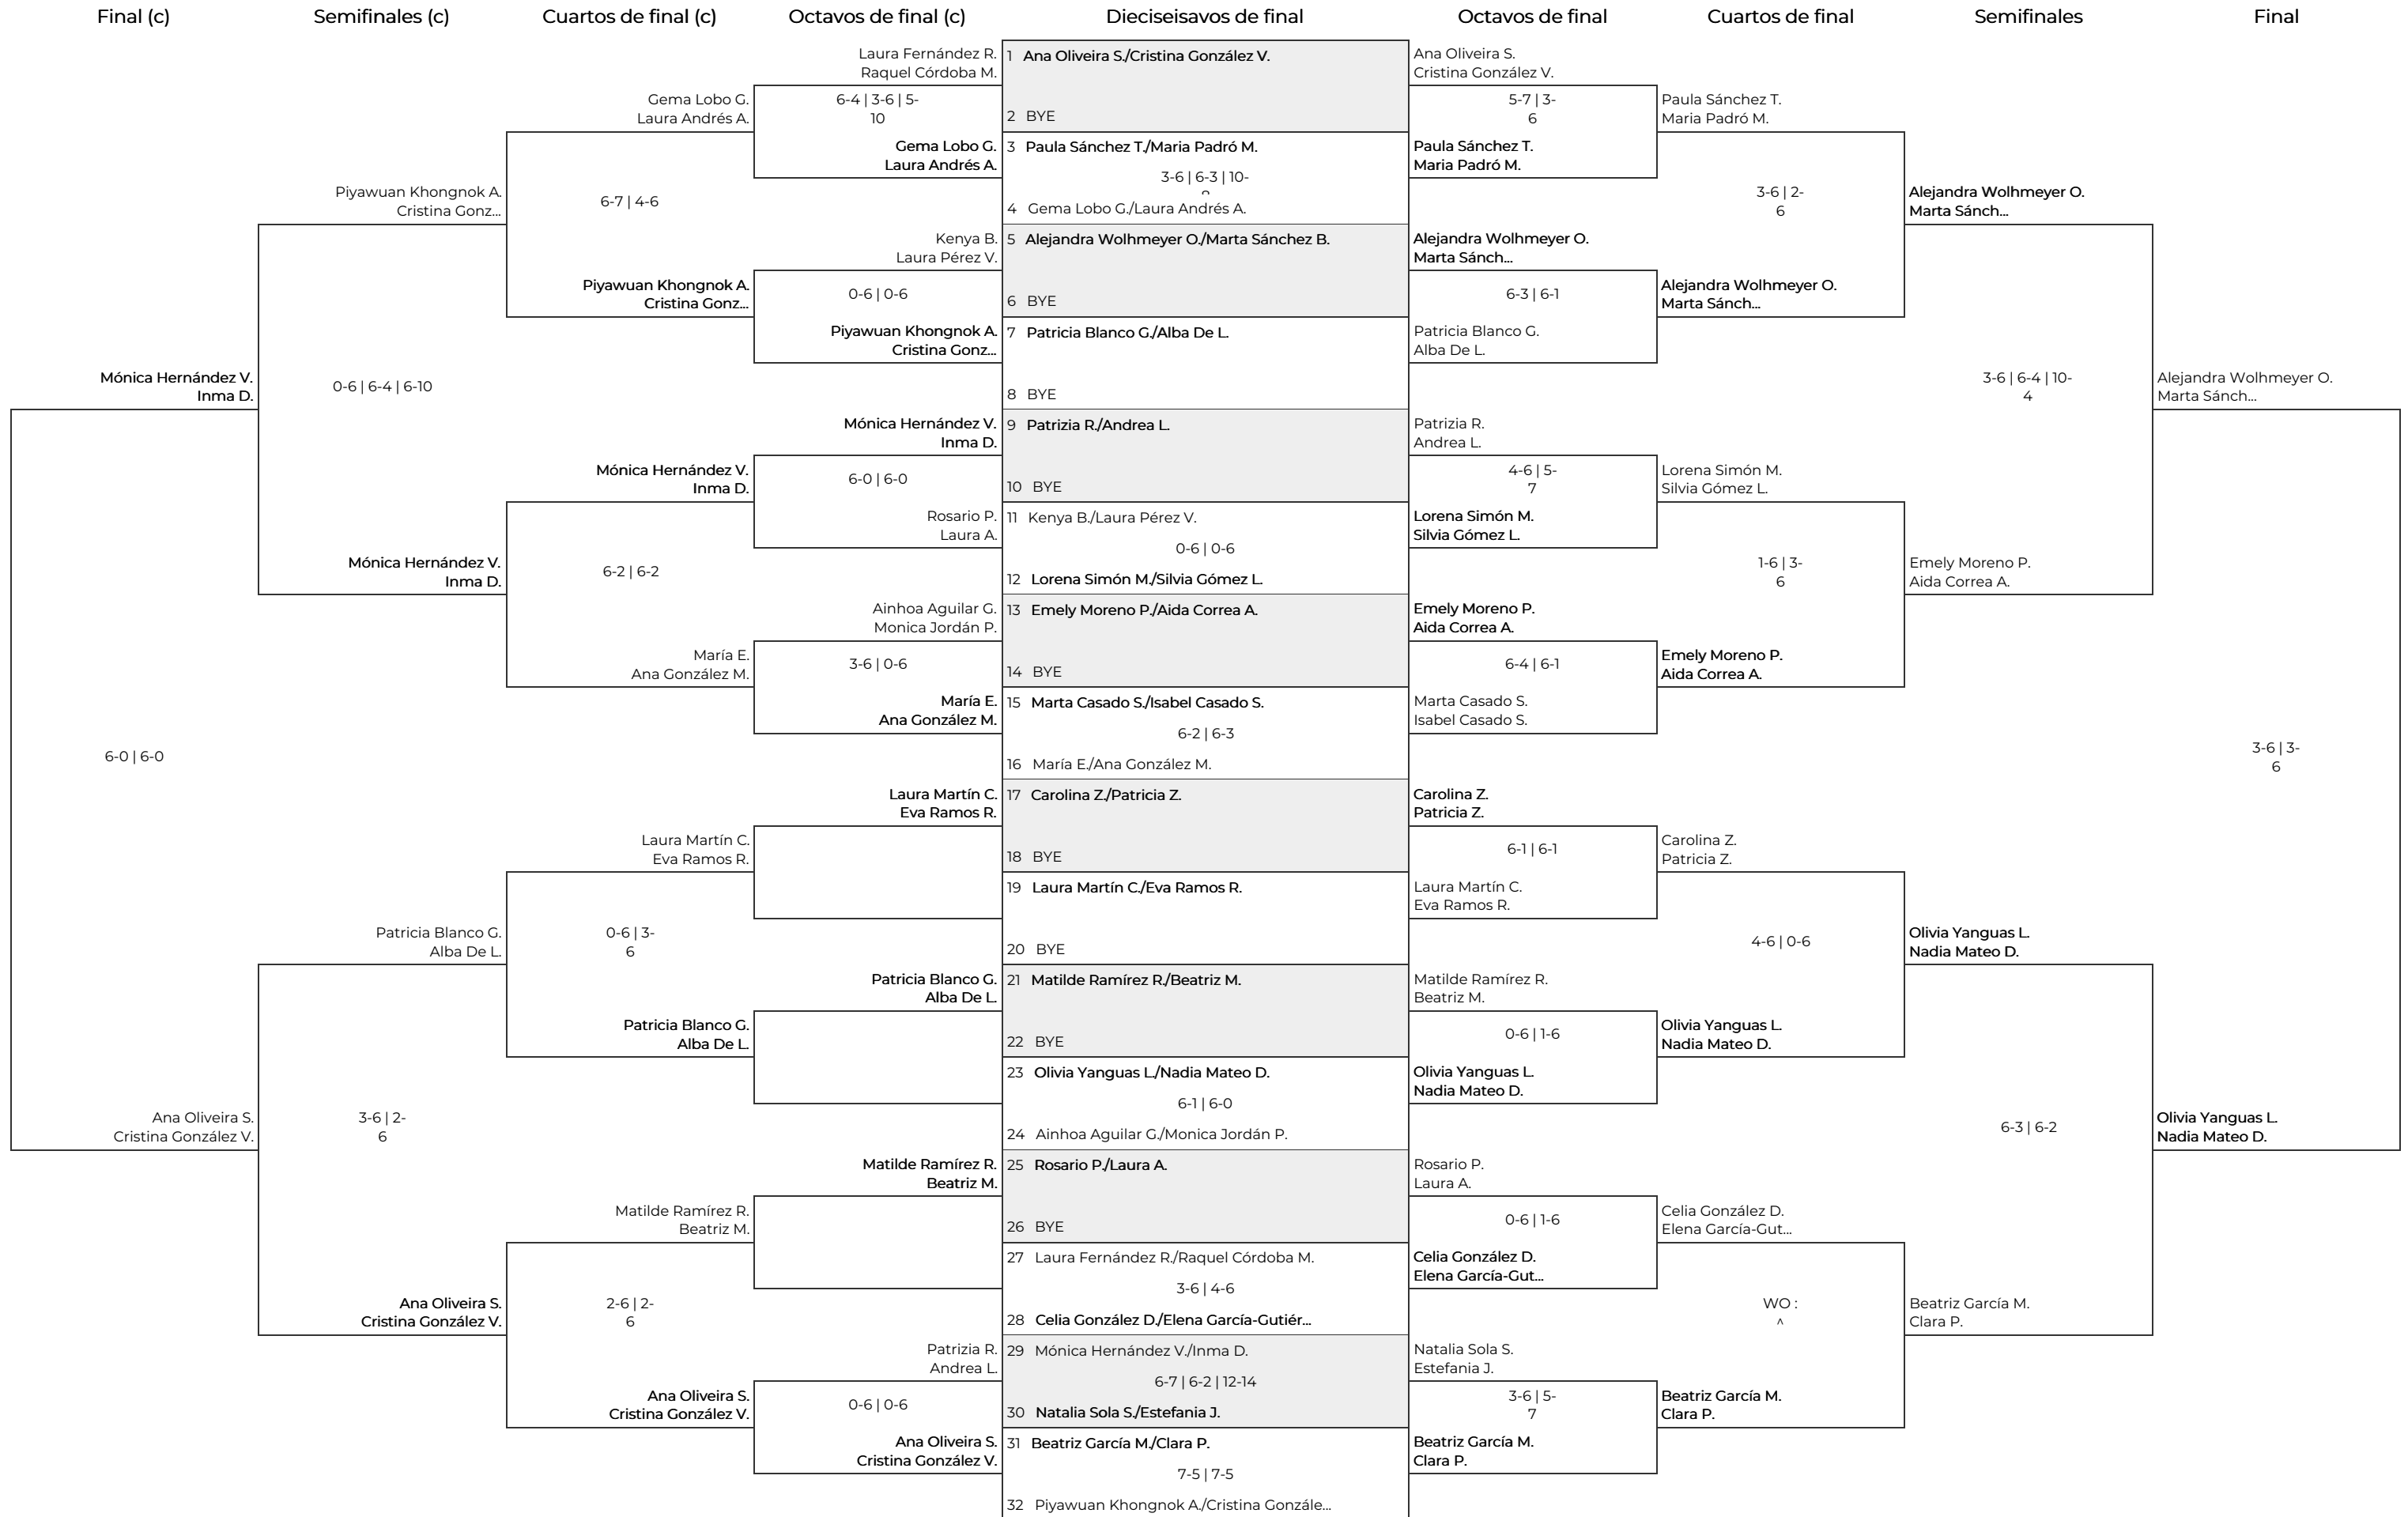 Final (c)
Semifinales (c)
Cuartos de final (c)
Octavos de final (c)
Dieciseisavos de final
Octavos de final
Cuartos de final
Semifinales
Final
Mónica Hernández V.
Inma D.
6-0 | 6-0
Ana Oliveira S.
Cristina González V.
Piyawuan Khongnok A.
Cristina Gonz...
0-6 | 6-4 | 6-10
Mónica Hernández V.
Inma D.
Patricia Blanco G.
Alba De L.
3-6 | 2-
6
Ana Oliveira S.
Cristina González V.
Gema Lobo G.
Laura Andrés A.
6-7 | 4-6
Piyawuan Khongnok A.
Cristina Gonz...
Mónica Hernández V.
Inma D.
6-2 | 6-2
María E.
Ana González M.
Laura Martín C.
Eva Ramos R.
0-6 | 3-
6
Patricia Blanco G.
Alba De L.
Matilde Ramírez R.
Beatriz M.
2-6 | 2-
6
Ana Oliveira S.
Cristina González V.
Laura Fernández R.
Raquel Córdoba M.
6-4 | 3-6 | 5-
10
Gema Lobo G.
Laura Andrés A.
Kenya B.
Laura Pérez V.
0-6 | 0-6
Piyawuan Khongnok A.
Cristina Gonz...
Mónica Hernández V.
Inma D.
6-0 | 6-0
Rosario P.
Laura A.
Ainhoa Aguilar G.
Monica Jordán P.
3-6 | 0-6
María E.
Ana González M.
Laura Martín C.
Eva Ramos R.
Patricia Blanco G.
Alba De L.
Matilde Ramírez R.
Beatriz M.
Patrizia R.
Andrea L.
0-6 | 0-6
Ana Oliveira S.
Cristina González V.
1 Ana Oliveira S./Cristina González V.
2 BYE
3 Paula Sánchez T./Maria Padró M.
3-6 | 6-3 | 10-
4 Gema Lobo G./Laura Andrés A.
5 Alejandra Wolhmeyer O./Marta Sánchez B.
6 BYE
7 Patricia Blanco G./Alba De L.
8 BYE
9 Patrizia R./Andrea L.
10 BYE
11 Kenya B./Laura Pérez V.
0-6 | 0-6
12 Lorena Simón M./Silvia Gómez L.
13 Emely Moreno P./Aida Correa A.
14 BYE
15 Marta Casado S./Isabel Casado S.
6-2 | 6-3
16 María E./Ana González M.
17 Carolina Z./Patricia Z.
18 BYE
19 Laura Martín C./Eva Ramos R.
20 BYE
21 Matilde Ramírez R./Beatriz M.
22 BYE
23 Olivia Yanguas L./Nadia Mateo D.
6-1 | 6-0
24 Ainhoa Aguilar G./Monica Jordán P.
25 Rosario P./Laura A.
26 BYE
27 Laura Fernández R./Raquel Córdoba M.
3-6 | 4-6
28 Celia González D./Elena García-Gutiér...
29 Mónica Hernández V./Inma D.
6-7 | 6-2 | 12-14
30 Natalia Sola S./Estefania J.
31 Beatriz García M./Clara P.
7-5 | 7-5
32 Piyawuan Khongnok A./Cristina Gonzále...
Ana Oliveira S.
Cristina González V.
5-7 | 3-
6
Paula Sánchez T.
Maria Padró M.
Alejandra Wolhmeyer O.
Marta Sánch...
6-3 | 6-1
Patricia Blanco G.
Alba De L.
Patrizia R.
Andrea L.
4-6 | 5-
7
Lorena Simón M.
Silvia Gómez L.
Emely Moreno P.
Aida Correa A.
6-4 | 6-1
Marta Casado S.
Isabel Casado S.
Carolina Z.
Patricia Z.
6-1 | 6-1
Laura Martín C.
Eva Ramos R.
Matilde Ramírez R.
Beatriz M.
0-6 | 1-6
Olivia Yanguas L.
Nadia Mateo D.
Rosario P.
Laura A.
0-6 | 1-6
Celia González D.
Elena García-Gut...
Natalia Sola S.
Estefania J.
3-6 | 5-
7
Beatriz García M.
Clara P.
Paula Sánchez T.
Maria Padró M.
3-6 | 2-
6
Alejandra Wolhmeyer O.
Marta Sánch...
Lorena Simón M.
Silvia Gómez L.
1-6 | 3-
6
Emely Moreno P.
Aida Correa A.
Carolina Z.
Patricia Z.
4-6 | 0-6
Olivia Yanguas L.
Nadia Mateo D.
Celia González D.
Elena García-Gut...
WO :
^
Beatriz García M.
Clara P.
Alejandra Wolhmeyer O.
Marta Sánch...
3-6 | 6-4 | 10-
4
Emely Moreno P.
Aida Correa A.
Olivia Yanguas L.
Nadia Mateo D.
6-3 | 6-2
Beatriz García M.
Clara P.
Alejandra Wolhmeyer O.
Marta Sánch...
3-6 | 3-
6
Olivia Yanguas L.
Nadia Mateo D.